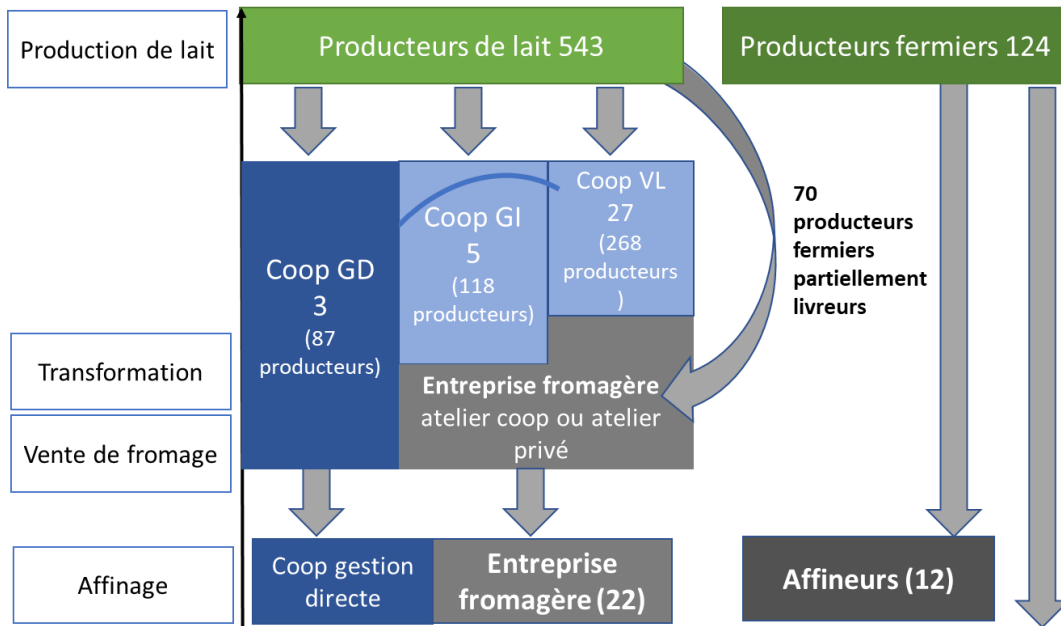 Production de lait
Producteurs de lait 543
Producteurs fermiers 124
Coop GD
3
(87
producteurs)
Coop GI
5
(118
producteurs)
Coop VL
27
(268
producteurs
)
70
producteurs
fermiers
partiellement
livreurs
Transformation
Entreprise fromagère
atelier coop ou atelier
privé
Vente de fromage
Affinage
Coop gestion
directe
Entreprise
fromagère (22)
Affineurs (12)